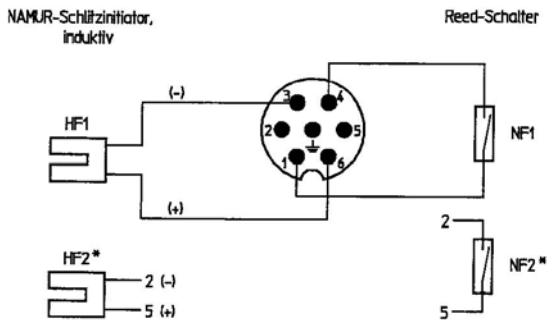 NAMUR-Schlitzinitiator,
induktiv
Reed-Schalter
(-)
3
4
HF1
2
5
NF1
1
6
(+)
2
HF2*
2 (-)
NF2*
5 (+)
5